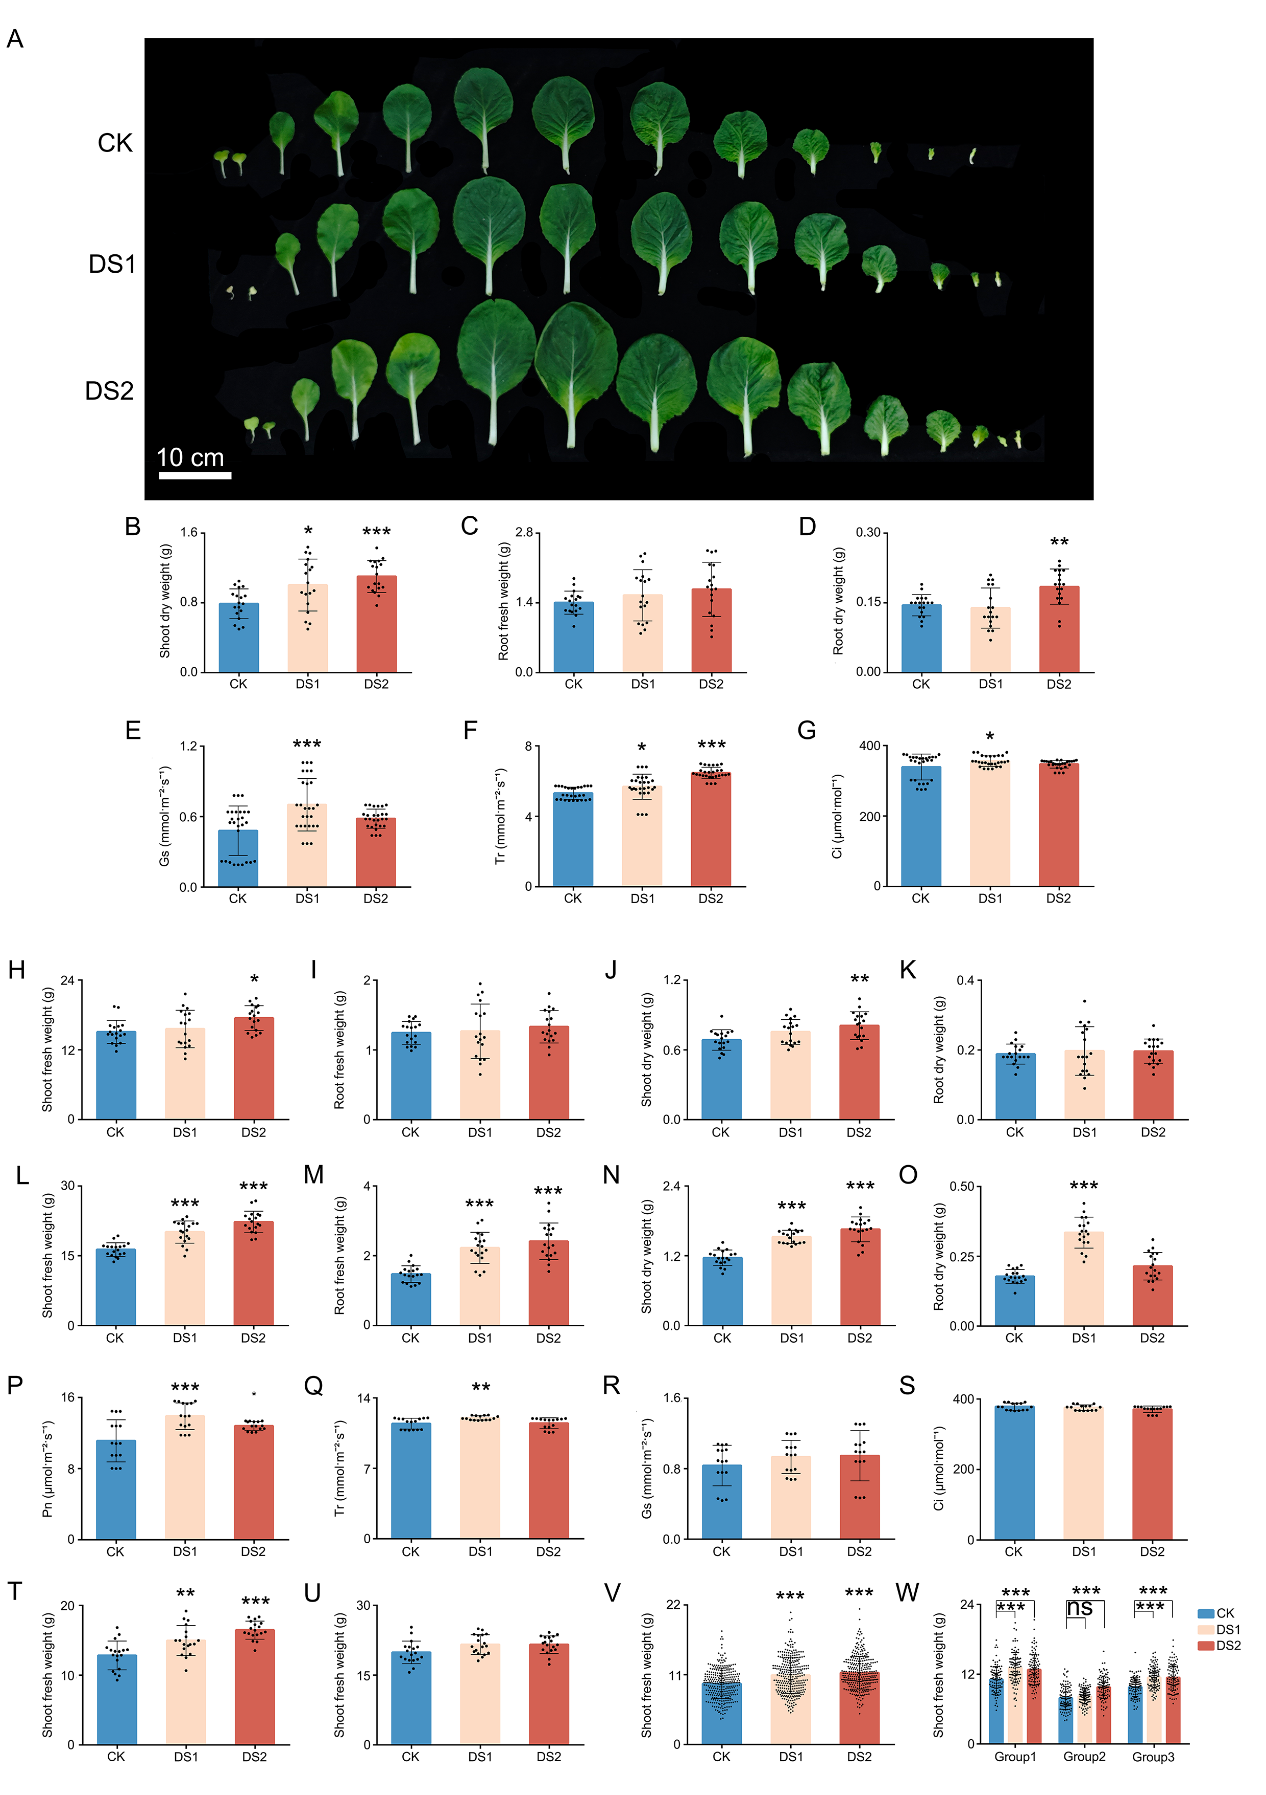 A
CK
DS1
DS2
10 cm
B
Shoot dry weight (g)
1.6
0.8
0.0
* ***
CK DS1 DS2
C
Root fresh weight (g)
2.8
1.4
0.0
CK DS1 DS2
D
Root dry weight (g)
0.30
0.15
0.00
**
CK DS1 DS2
E
Gs (mmol·m⁻²·s⁻¹)
1.2
0.6
0.0
***
CK DS1 DS2
F
Tr (mmol·m⁻²·s⁻¹)
8
4
0
* ***
CK DS1 DS2
G
Ci (μmol·mol⁻¹)
400
200
0
*
CK DS1 DS2
H
Shoot fresh weight (g)
24
12
0
*
CK DS1 DS2
I
Root fresh weight (g)
2
1
0
CK DS1 DS2
J
Shoot dry weight (g)
1.2
0.6
0.0
**
CK DS1 DS2
K
Root dry weight (g)
0.4
0.2
0.0
CK DS1 DS2
L
Shoot fresh weight (g)
30
15
0
*** ***
CK DS1 DS2
M
Root fresh weight (g)
4
2
0
*** ***
CK DS1 DS2
N
Shoot dry weight (g)
2.4
1.2
0.0
*** ***
CK DS1 DS2
O
Root dry weight (g)
0.50
0.25
0.00
***
CK DS1 DS2
P
Pn (μmol·m⁻²·s⁻¹)
16
8
0
*** *
CK DS1 DS2
Q
Tr (mmol·m⁻²·s⁻¹)
14
7
0
**
CK DS1 DS2
R
Gs (mmol·m⁻²·s⁻¹)
1.6
0.8
0.0
CK DS1 DS2
S
Ci (μmol·mol⁻¹)
400
200
0
CK DS1 DS2
T
Shoot fresh weight (g)
20
10
0
** ***
CK DS1 DS2
U
Shoot fresh weight (g)
30
15
0
CK DS1 DS2
V
Shoot fresh weight (g)
22
11
0
*** ***
CK DS1 DS2
W
Shoot fresh weight (g)
24
12
0
*** *** ***
*** ns ***
Group1 Group2 Group3
CK
DS1
DS2